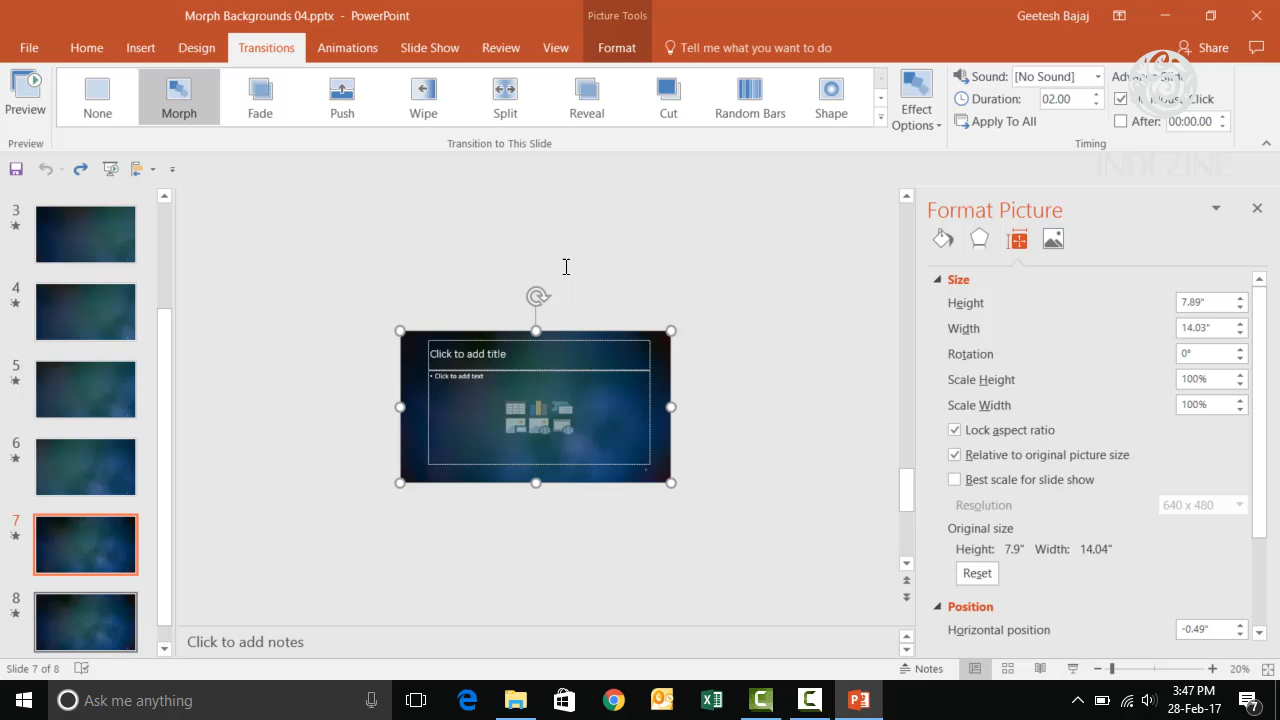 Morph Backgrounds 04.pptx - PowerPoint
Picture Tools
Geetesh Bajaj
File
Home
Insert
Design
Transitions
Animations
Slide Show
Review
View
Format
Tell me what you want to do
Share
Preview
None
Morph
Fade
Push
Wipe
Split
Reveal
Cut
Random Bars
Shape
Effect
Options
Sound:
[No Sound]
Duration:
02.00
Apply To All
Click
After:
00:00.00
Preview
Transition to This Slide
Timing
INDEZINE
3
4
5
6
7
8
Click to add title
• Click to add text
Format Picture
Size
Height
7.89"
Width
14.03"
Rotation
0°
Scale Height
100%
Scale Width
100%
Lock aspect ratio
Relative to original picture size
Best scale for slide show
Resolution
640 x 480
Original size
Height: 7.9" Width: 14.04"
Reset
Position
Horizontal position
-0.49"
Click to add notes
Slide 7 of 8
Notes
20%
Ask me anything
3:47 PM
28-Feb-17
7